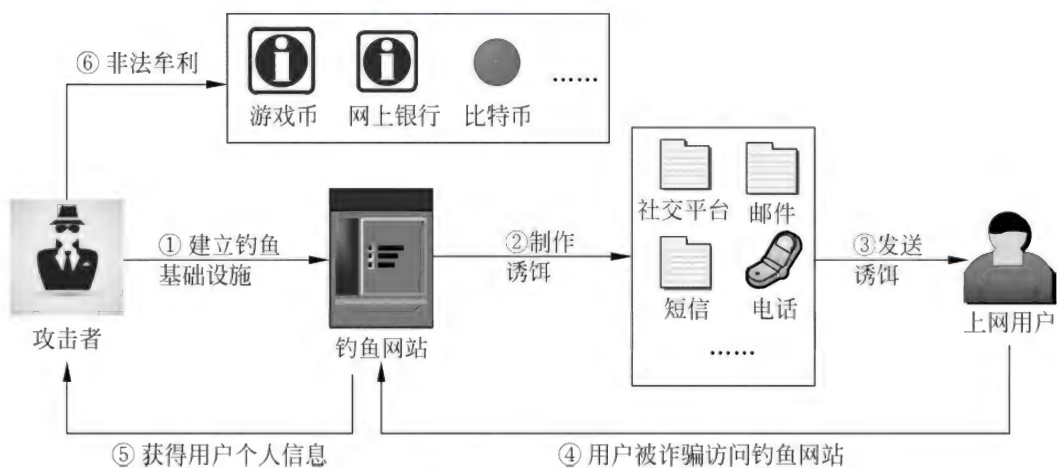 ⑥ 非法牟利
游戏币 网上银行 比特币 ……
社交平台 邮件
① 建立钓鱼
基础设施
②制作
诱饵
③发送
诱饵
短信 电话
……
攻击者
钓鱼网站
上网用户
⑤ 获得用户个人信息
④ 用户被诈骗访问钓鱼网站